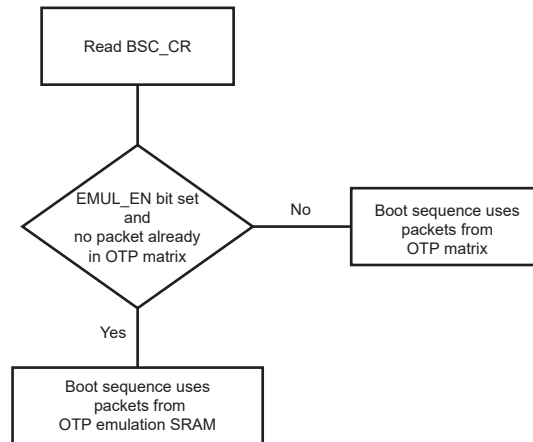 Read BSC_CR
EMUL_EN bit set
and
no packet already
in OTP matrix
No
Boot sequence uses
packets from
OTP matrix
Yes
Boot sequence uses
packets from
OTP emulation SRAM